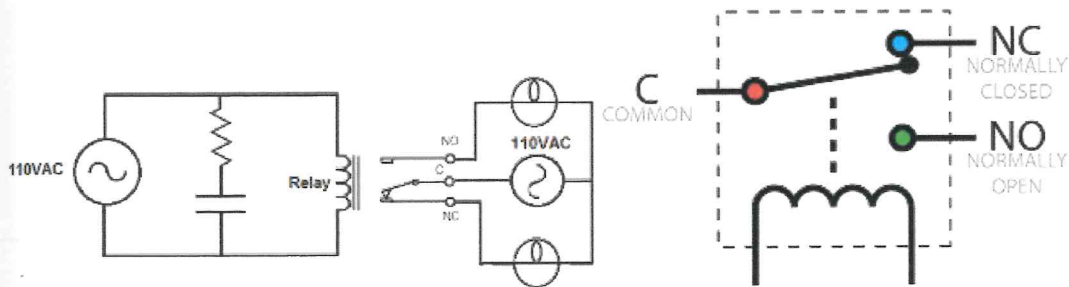 110VAC
Relay
NO
C
NC
110VAC
C
COMMON
NC
NORMALLY
CLOSED
NO
NORMALLY
OPEN